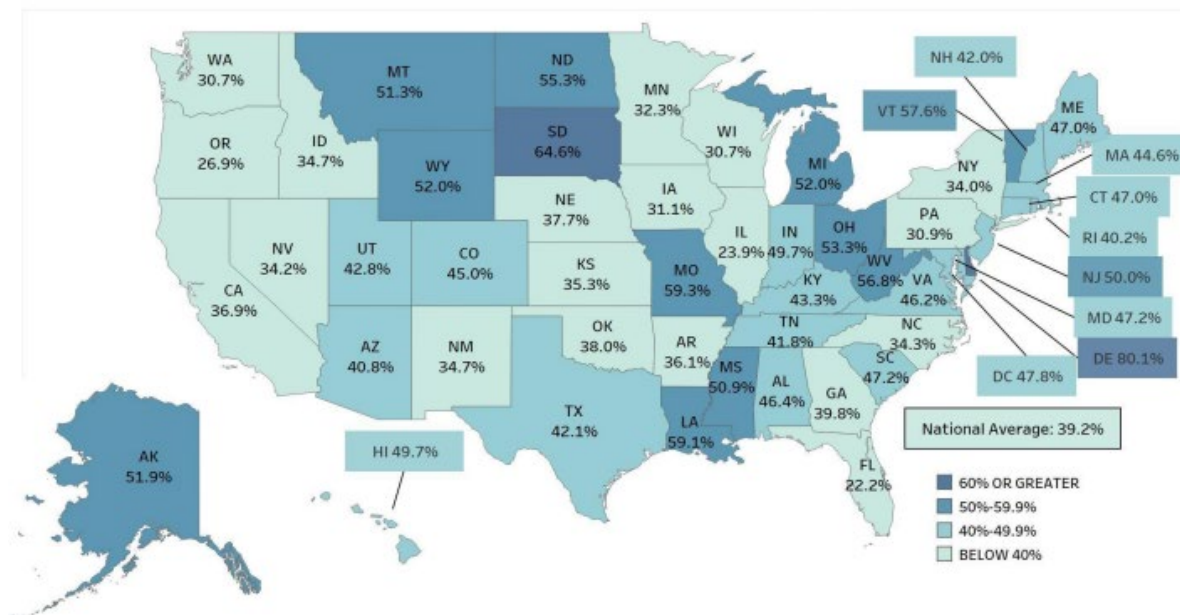 WA
30.7%
MT
51.3%
ND
55.3%
MN
32.3%
NH 42.0%
VT 57.6%
ME
47.0%
OR
26.9%
ID
34.7%
SD
64.6%
WI
30.7%
MI
52.0%
NY
34.0%
MA 44.6%
WY
52.0%
IA
31.1%
CT 47.0%
NE
37.7%
PA
30.9%
RI 40.2%
NV
34.2%
UT
42.8%
CO
45.0%
IL
23.9%
IN
49.7%
OH
53.3%
WV
56.8%
VA
46.2%
NJ 50.0%
CA
36.9%
KS
35.3%
MO
59.3%
KY
43.3%
MD 47.2%
AZ
40.8%
NM
34.7%
OK
38.0%
AR
36.1%
TN
41.8%
NC
34.3%
DE 80.1%
SC
47.2%
DC 47.8%
MS
50.9%
AL
46.4%
GA
39.8%
TX
42.1%
LA
59.1%
National Average: 39.2%
HI 49.7%
AK
51.9%
FL
22.2%
60% OR GREATER
50%-59.9%
40%-49.9%
BELOW 40%